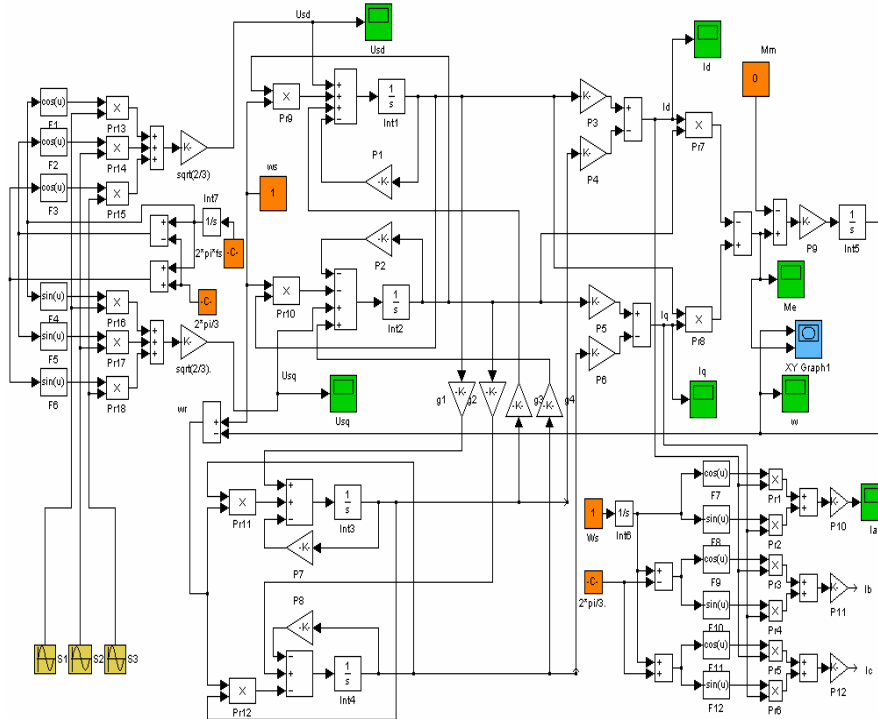 Usd
Usd
Id
Mm
0
cos(u)
F1
cos(u)
F2
cos(u)
F3
X
Pr13
X
Pr14
X
Pr15
K-
sqrt(2/3)
X
Pr9
1
s
Int1
-K-
P1
ws
1
K-
P3
K-
P4
Id
X
Pr7
Int7
1/s
-C-
2*pi*fs
-C-
2*pi/3
-K-
P2
X
Pr10
1
s
Int2
K-
P5
K-
P6
Iq
X
Pr8
K-
P9
1
s
Int5
Me
XY Graph1
w
Iq
sin(u)
F4
sin(u)
F5
sin(u)
F6
X
Pr16
X
Pr17
X
Pr18
K-
sqrt(2/3).
Usq
Usq
wr
-K-
g1
-K-
g2
-K-
g3
-K-
g4
X
Pr11
1
s
Int3
-K-
P7
-K-
P8
X
Pr12
1
s
Int4
1
Ws
1/s
Int6
-C-
2*pi/3.
cos(u)
F7
-sin(u)
F8
cos(u)
F9
-sin(u)
F10
cos(u)
F11
-sin(u)
F12
X
Pr1
X
Pr2
X
Pr3
X
Pr4
X
Pr5
X
Pr6
K-
P10
K-
P11
K-
P12
Ia
Ib
Ic
S1
S2
S3